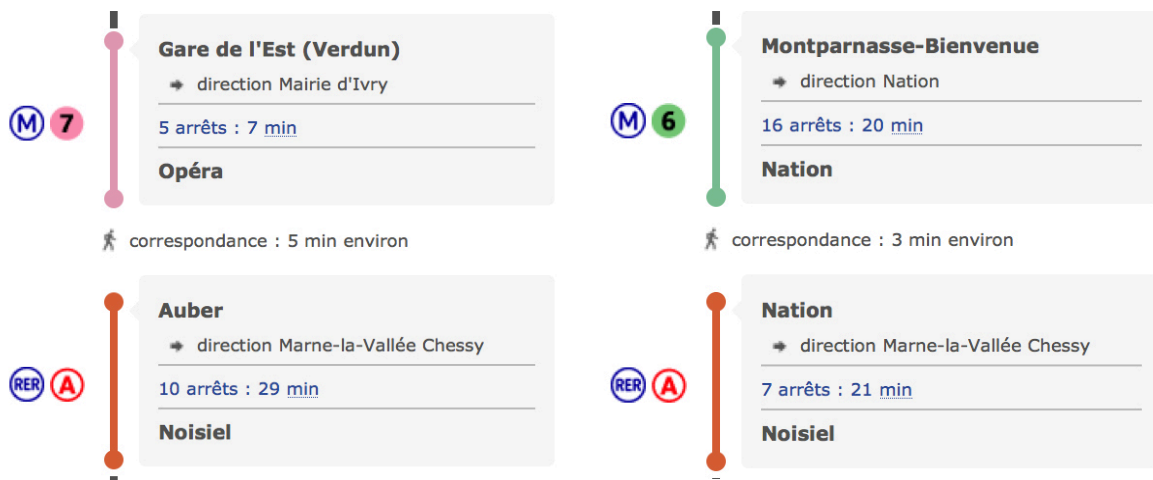 Gare de l'Est (Verdun)
direction Mairie d'Ivry
M 7
5 arrêts : 7 min
Opéra
correspondance : 5 min environ
Auber
direction Marne-la-Vallée Chessy
RER A
10 arrêts : 29 min
Noisiel
Montparnasse-Bienvenue
direction Nation
M 6
16 arrêts : 20 min
Nation
correspondance : 3 min environ
Nation
direction Marne-la-Vallée Chessy
RER A
7 arrêts : 21 min
Noisiel